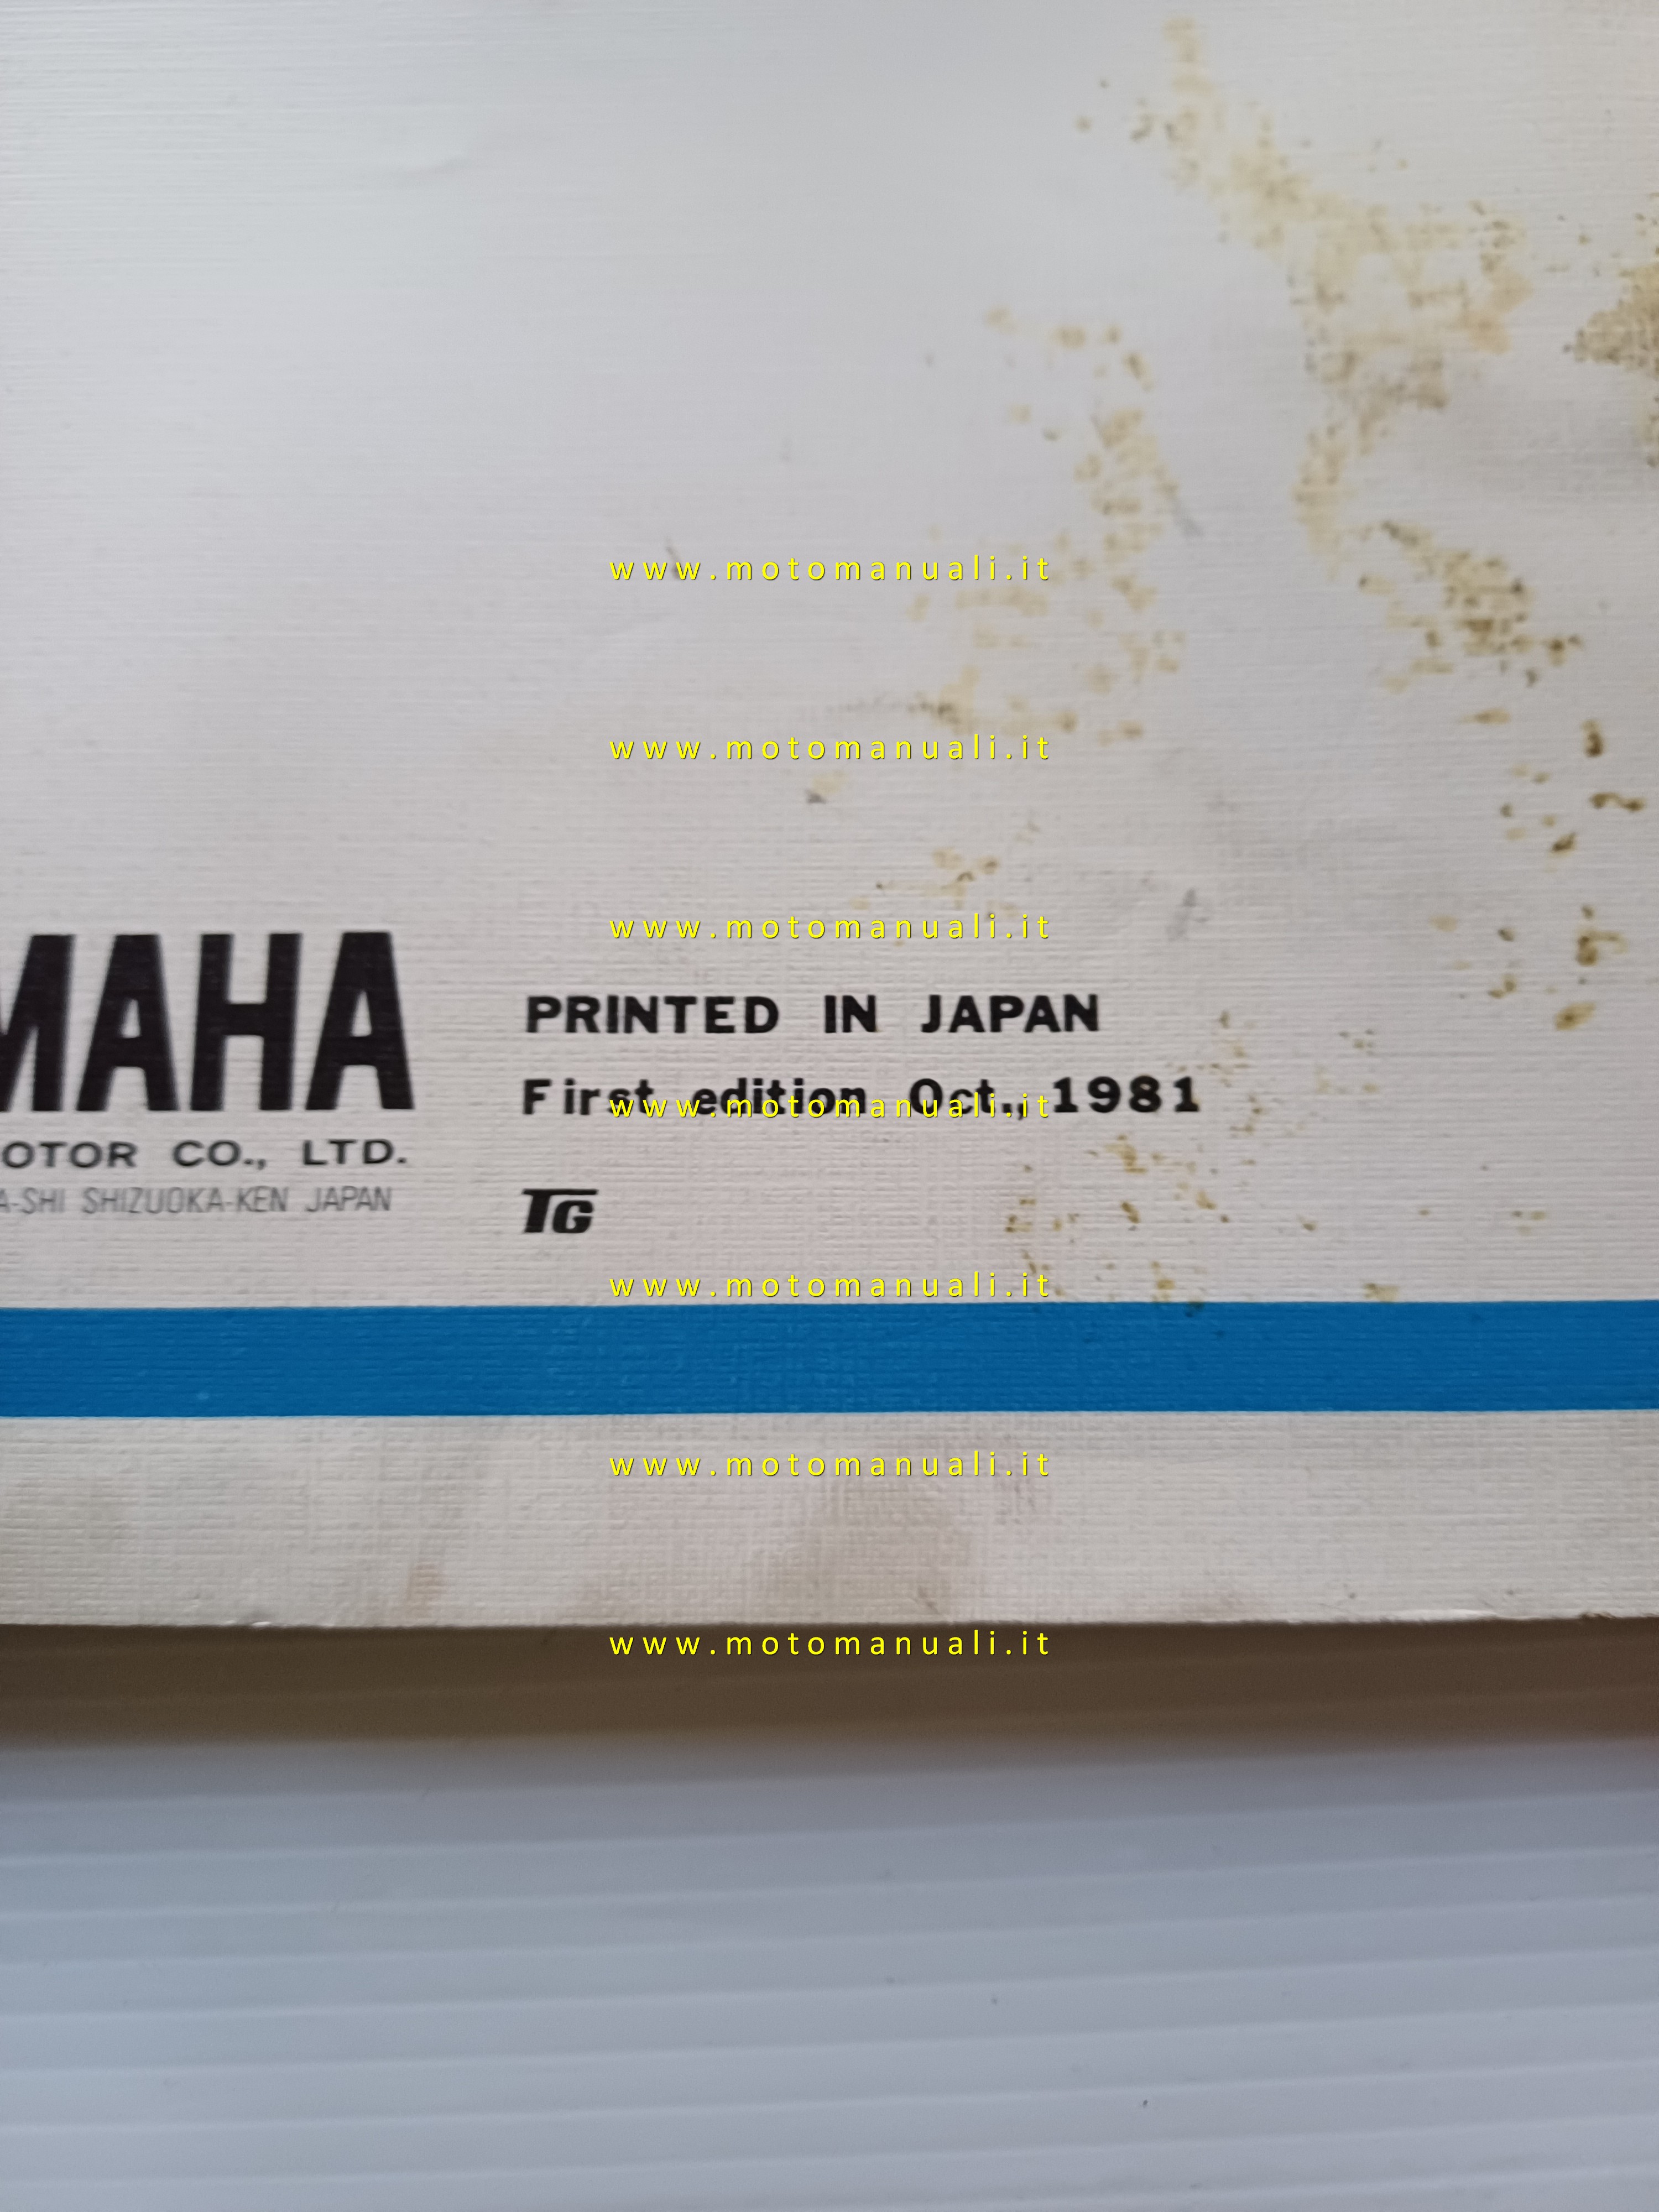 www.motomanuali.it
www.motomanuali.it
www.motomanuali.it
MAHA
PRINTED IN JAPAN
First edition Oct., 1981
www.motomanuali.it
OTOR CO., LTD.
A-SHI SHIZUOKA-KEN JAPAN
TG
www.motomanuali.it
www.motomanuali.it
www.motomanuali.it